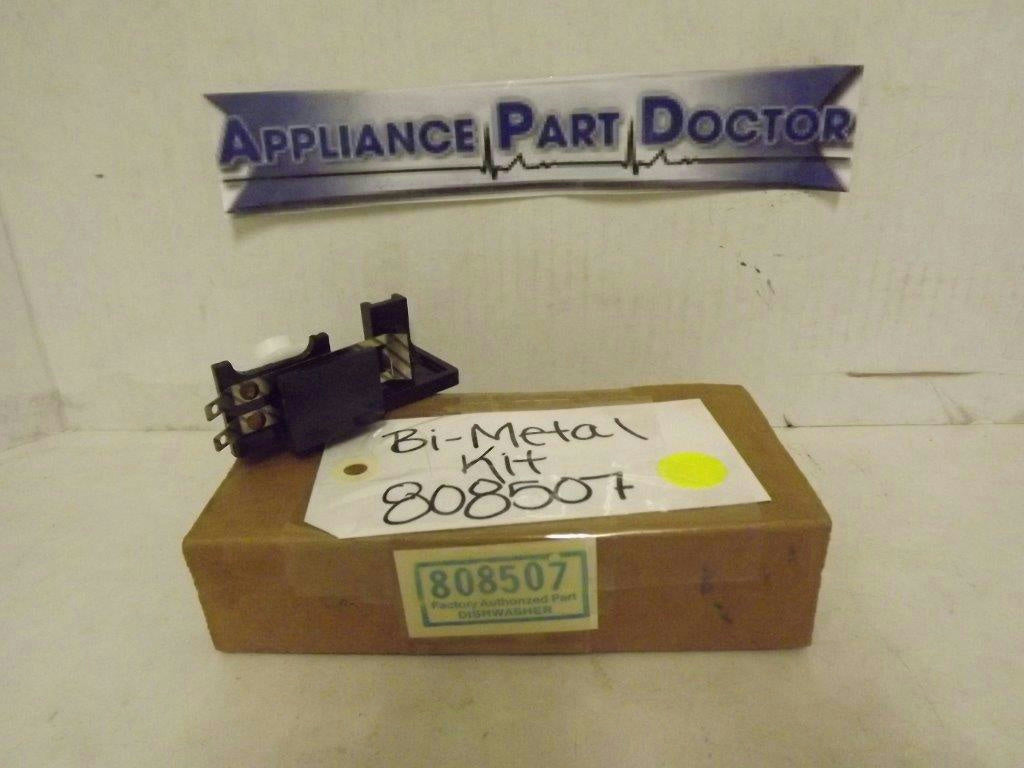 APPLIANCE PART DOCTOR
Bi-Metal
Kit
808507
808507
Factory Authorized Part
DISHWASHER